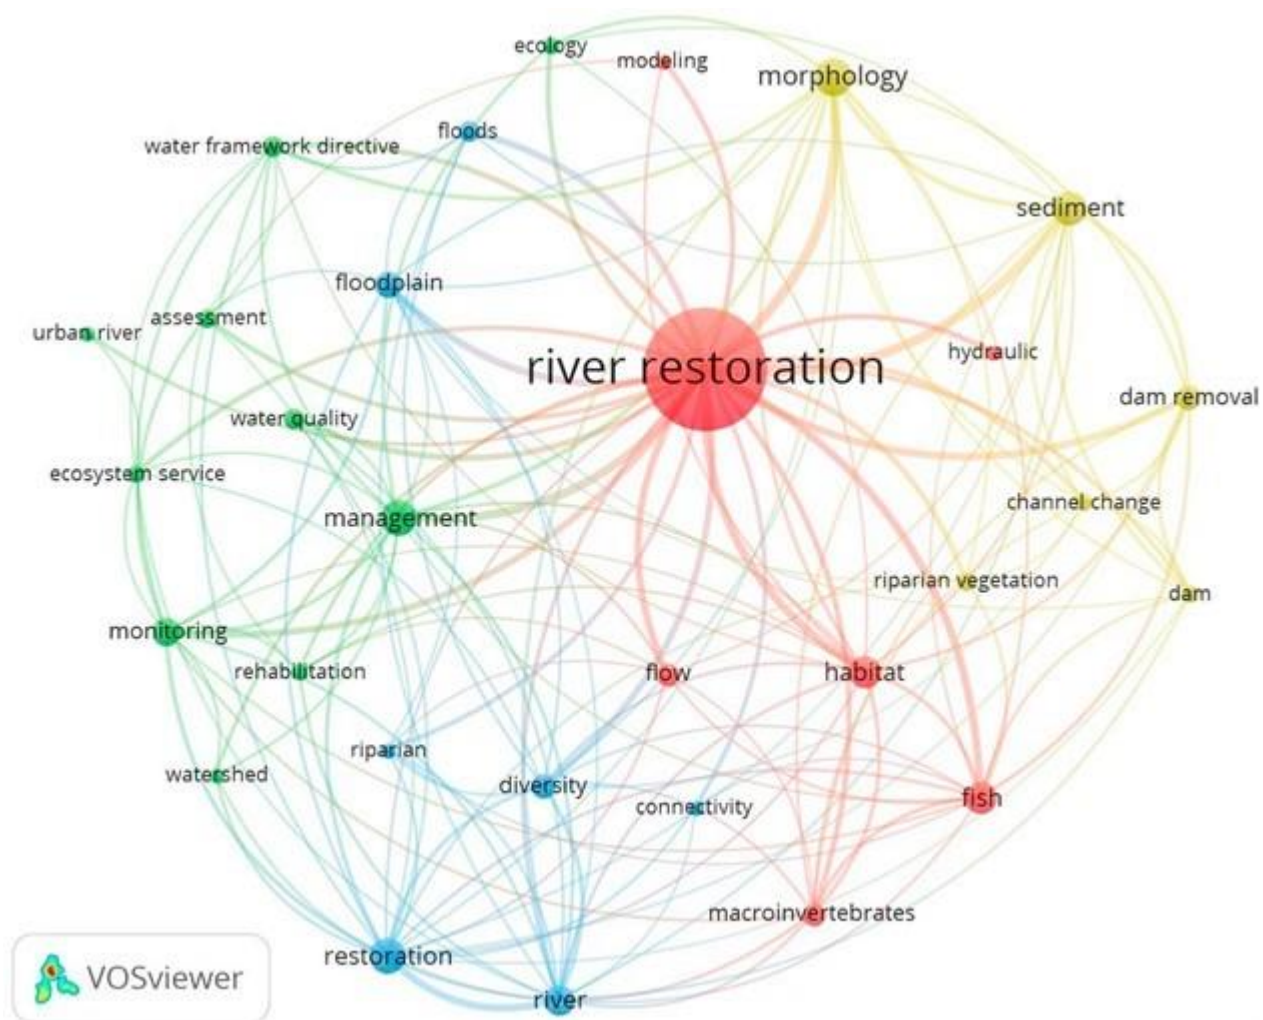 ecology
modeling
morphology
floods
water framework directive
sediment
floodplain
assessment
urban river
hydraulic
river restoration
dam removal
water quality
ecosystem service
channel change
management
riparian vegetation
dam
monitoring
rehabilitation
flow
habitat
riparian
watershed
diversity
connectivity
fish
macroinvertebrates
restoration
VOSviewer
river